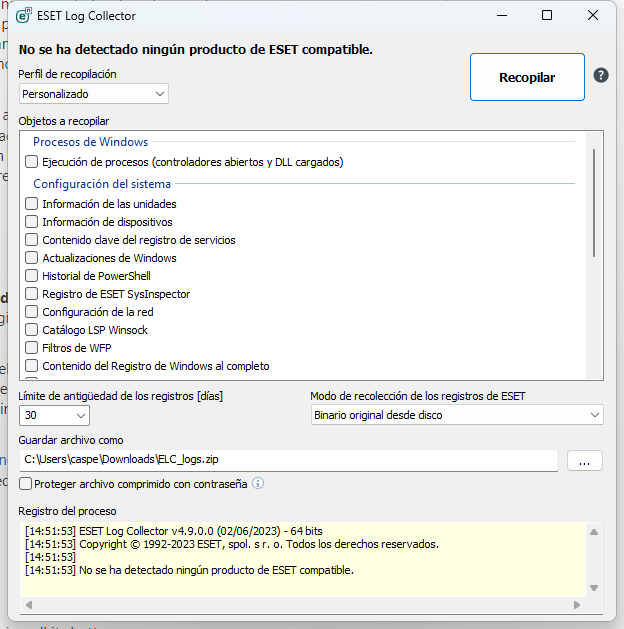 ESET Log Collector
No se ha detectado ningún producto de ESET compatible.
Perfil de recopilación
Personalizado
Recopilar
?
Objetos a recopilar
Procesos de Windows
Ejecución de procesos (controladores abiertos y DLL cargados)
Configuración del sistema
Información de las unidades
Información de dispositivos
Contenido clave del registro de servicios
Actualizaciones de Windows
Historial de PowerShell
Registro de ESET SysInspector
Configuración de la red
Catálogo LSP Winsock
Filtros de WFP
Contenido del Registro de Windows al completo
Límite de antigüedad de los registros [días]
Modo de recolección de los registros de ESET
30
Binario original desde disco
Guardar archivo como
C:\Users\caspe\Downloads\ELC_logs.zip
...
Proteger archivo comprimido con contraseña
Registro del proceso
[14:51:53] ESET Log Collector v4.9.0.0 (02/06/2023) - 64 bits
[14:51:53] Copyright © 1992-2023 ESET, spol. s r. o. Todos los derechos reservados.
[14:51:53]
[14:51:53] No se ha detectado ningún producto de ESET compatible.